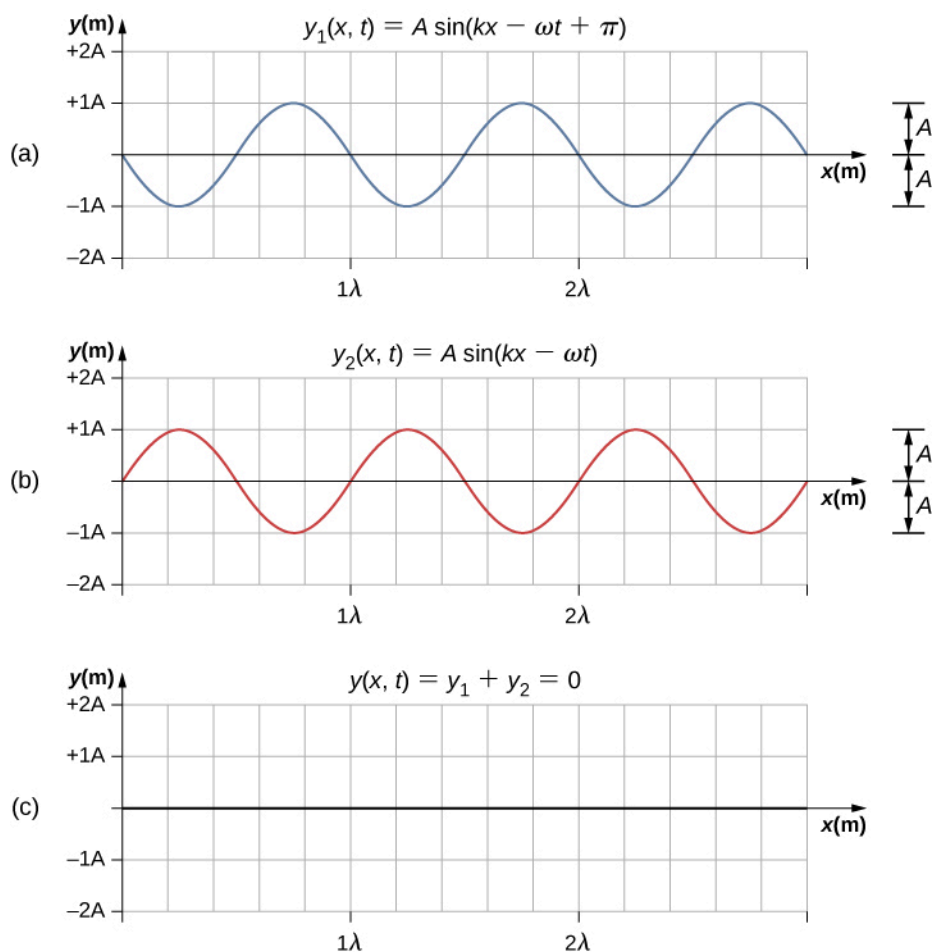 y(m)
y₁(x, t) = A sin(kx − ωt + π)
+2A
+1A
A
(a)
x(m)
A
−1A
−2A
1λ 2λ
y(m)
y₂(x, t) = A sin(kx − ωt)
+2A
+1A
A
(b)
x(m)
A
−1A
−2A
1λ 2λ
y(m)
y(x, t) = y₁ + y₂ = 0
+2A
+1A
(c)
x(m)
−1A
−2A
1λ 2λ